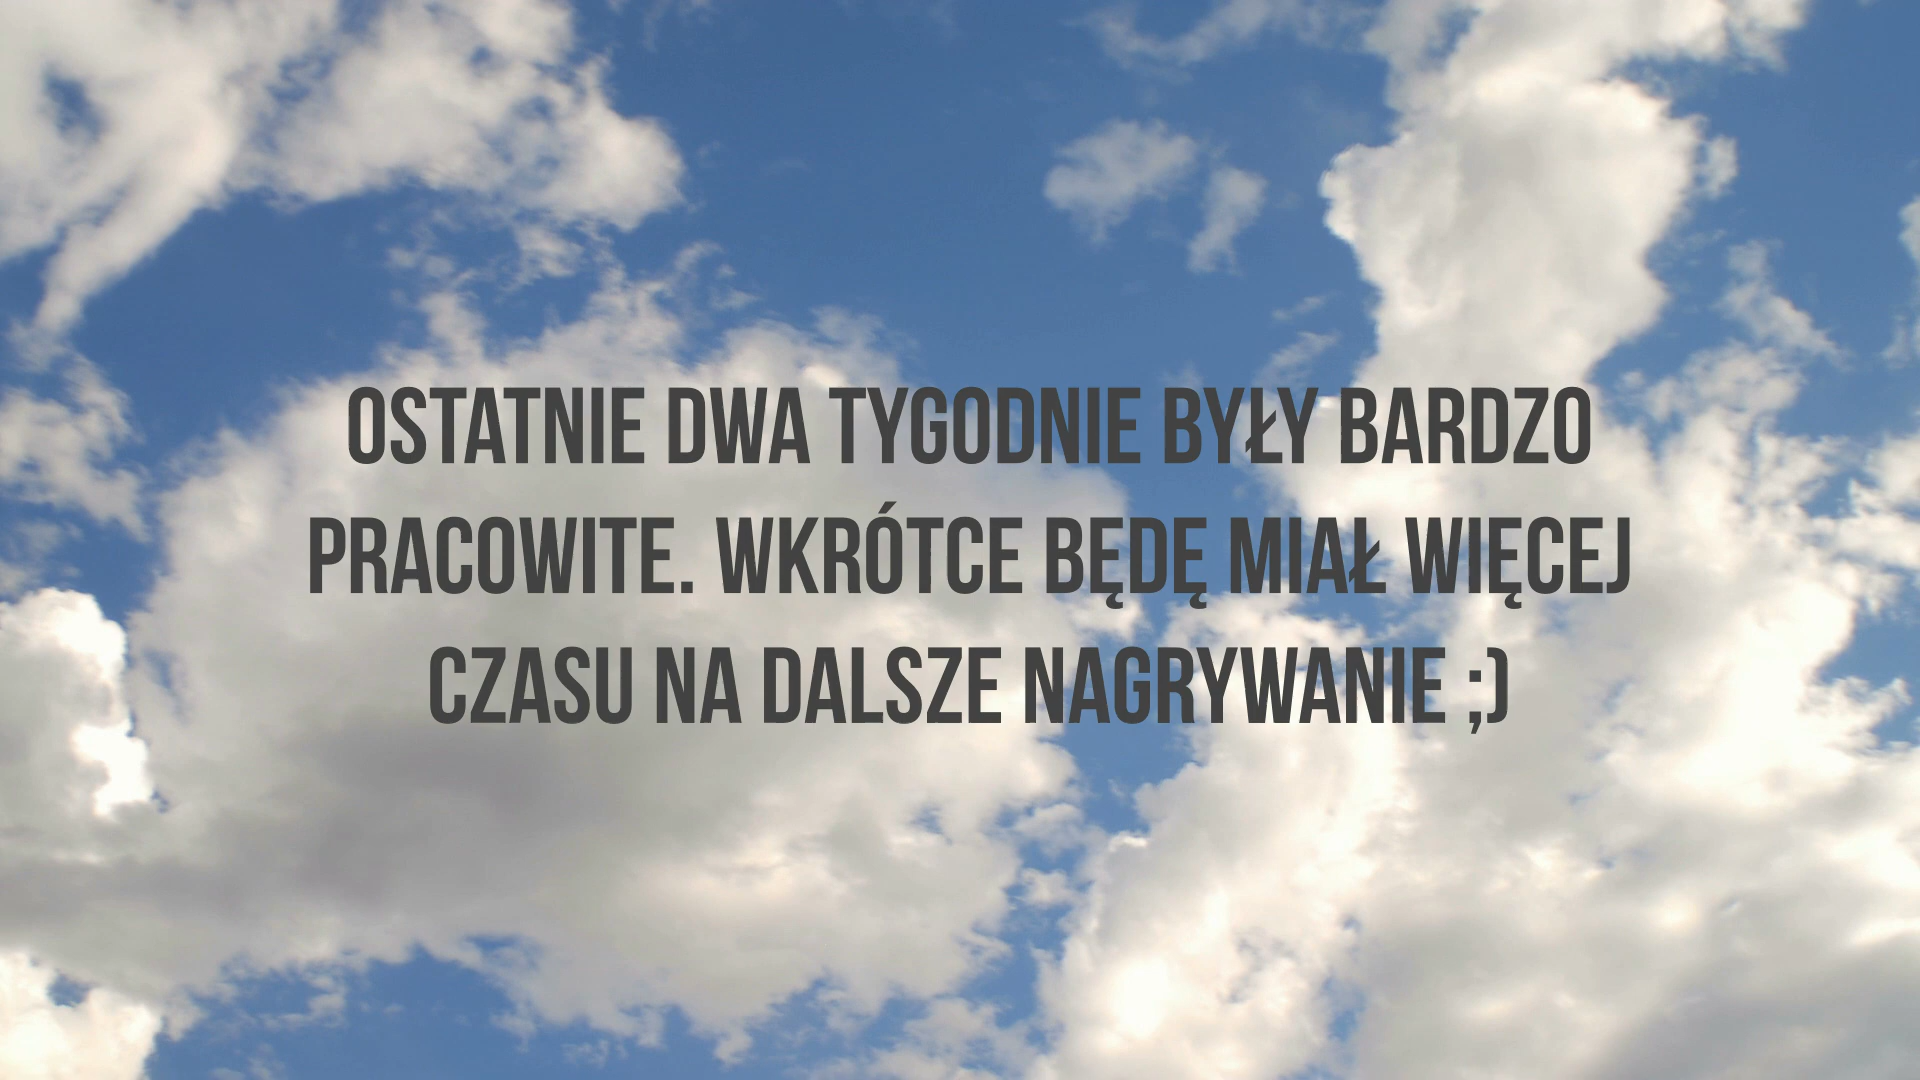 OSTATNIE DWA TYGODNIE BYŁY BARDZO
PRACOWITE. WKRÓTCE BĘDĘ MIAŁ WIĘCEJ
CZASU NA DALSZE NAGRYWANIE ;)